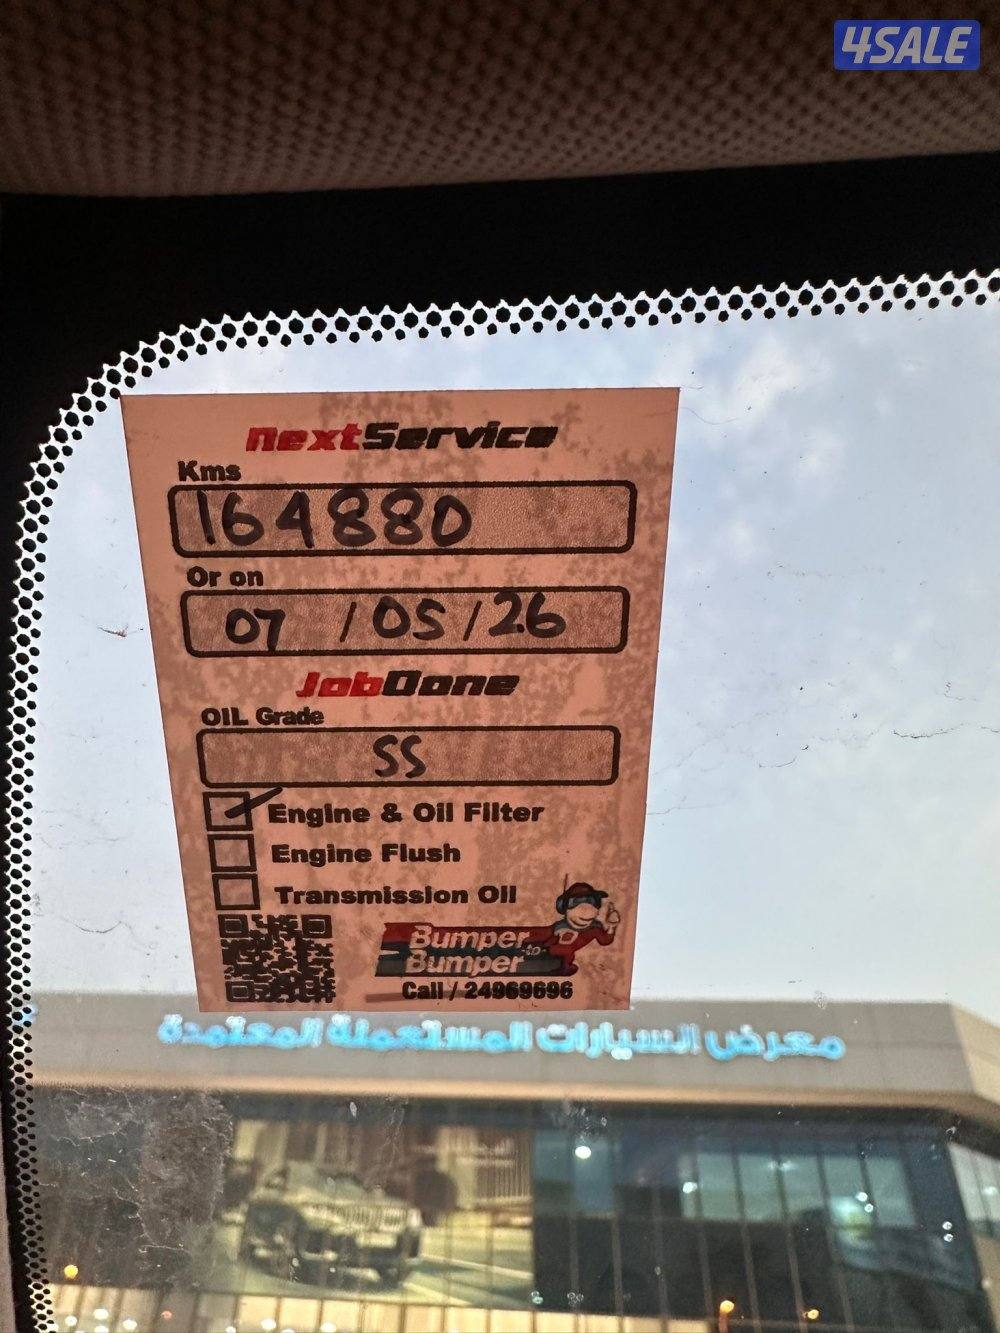 4SALE
nextService
Kms
164880
Or on
07 / 05 / 26
JobDone
OIL Grade
SS
Engine & Oil Filter
Engine Flush
Transmission Oil
Bumper
-to-
Bumper
Call / 24969696
معرض السيارات المستعملة المعتمدة